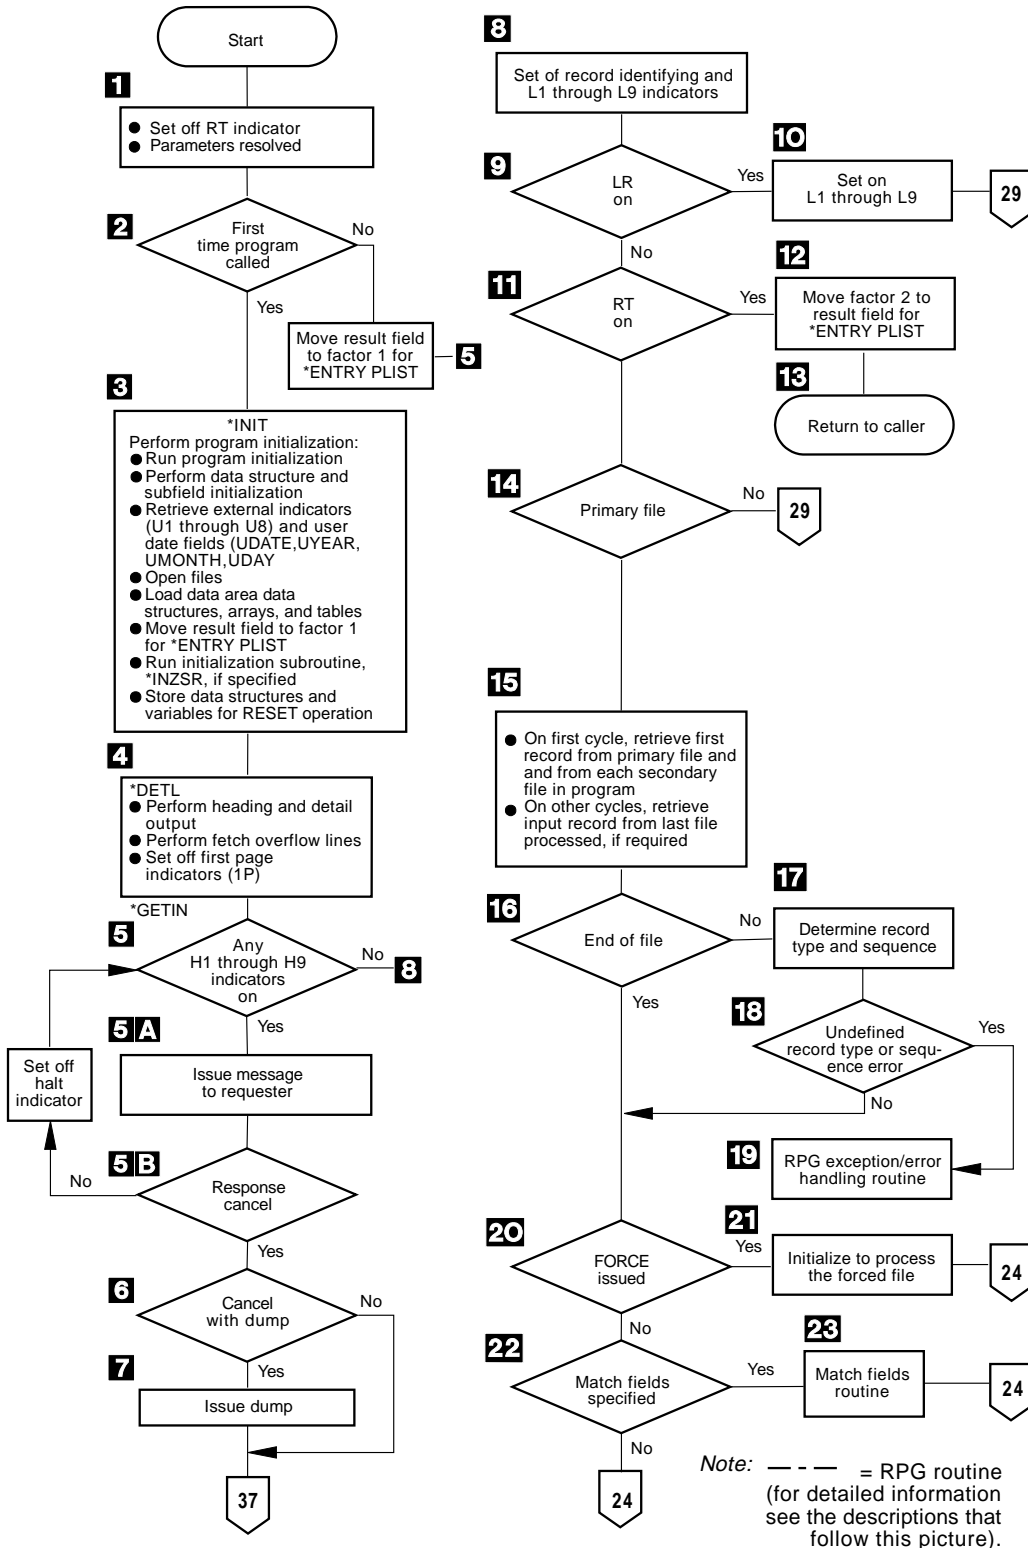 Start
1
● Set off RT indicator
● Parameters resolved
2
First
time program
called
No
Yes
Move result field
to factor 1 for
*ENTRY PLIST
5
3
*INIT
Perform program initialization:
● Run program initialization
● Perform data structure and
subfield initialization
● Retrieve external indicators
(U1 through U8) and user
date fields (UDATE,UYEAR,
UMONTH,UDAY
● Open files
● Load data area data
structures, arrays, and tables
● Move result field to factor 1
for *ENTRY PLIST
● Run initialization subroutine,
*INZSR, if specified
● Store data structures and
variables for RESET operation
4
*DETL
● Perform heading and detail
output
● Perform fetch overflow lines
● Set off first page
indicators (1P)
*GETIN
5
Any
H1 through H9
indicators
on
No
8
Yes
5 A
Issue message
to requester
Set off
halt
indicator
5 B
No
Response
cancel
Yes
6
Cancel
with dump
No
Yes
7
Issue dump
37
8
Set of record identifying and
L1 through L9 indicators
9
LR
on
Yes
10
Set on
L1 through L9
29
No
11
RT
on
Yes
12
Move factor 2 to
result field for
*ENTRY PLIST
13
Return to caller
14
Primary file
No
29
15
● On first cycle, retrieve first
record from primary file and
and from each secondary
file in program
● On other cycles, retrieve
input record from last file
processed, if required
16
End of file
No
17
Determine record
type and sequence
Yes
18
Undefined
record type or sequ-
ence error
Yes
No
19
RPG exception/error
handling routine
20
FORCE
issued
Yes
21
Initialize to process
the forced file
24
No
22
Match fields
specified
Yes
23
Match fields
routine
24
No
24
Note: — - — = RPG routine
(for detailed information
see the descriptions that
follow this picture).